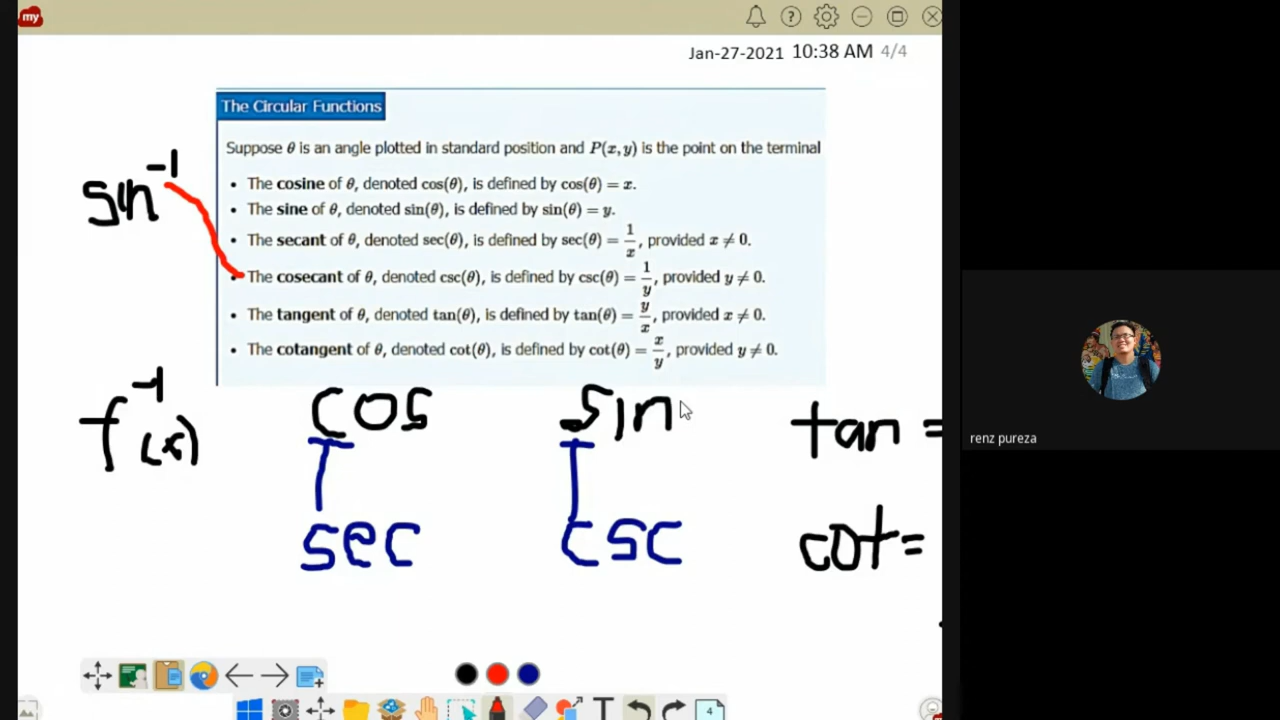 my
Jan-27-2021 10:38 AM 4/4
The Circular Functions
Suppose θ is an angle plotted in standard position and P(x, y) is the point on the terminal
• The cosine of θ, denoted cos(θ), is defined by cos(θ) = x.
• The sine of θ, denoted sin(θ), is defined by sin(θ) = y.
• The secant of θ, denoted sec(θ), is defined by sec(θ) = 1/x, provided x ≠ 0.
• The cosecant of θ, denoted csc(θ), is defined by csc(θ) = 1/y, provided y ≠ 0.
• The tangent of θ, denoted tan(θ), is defined by tan(θ) = y/x, provided x ≠ 0.
• The cotangent of θ, denoted cot(θ), is defined by cot(θ) = x/y, provided y ≠ 0.
sin⁻¹
f⁻¹(x) cos sin tan =
sec csc cot =
renz pureza
T
4